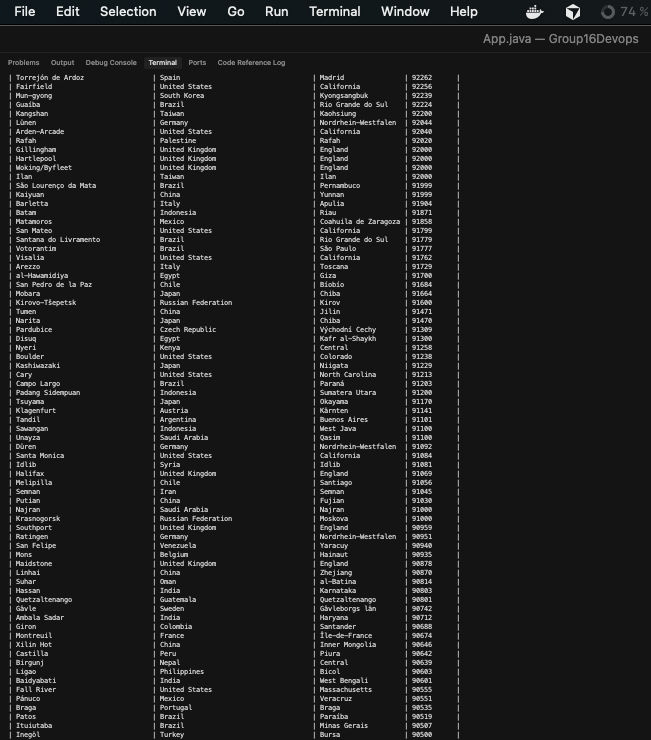 File Edit Selection View Go Run Terminal Window Help 74 %
App.java — Group16Devops
Problems Output Debug Console Terminal Ports Code Reference Log
| Torrejón de Ardoz | Spain | Madrid | 92262 |
| Fairfield | United States | California | 92256 |
| Mun-gyong | South Korea | Kyongsangbuk | 92239 |
| Guaíba | Brazil | Rio Grande do Sul | 92224 |
| Kangshan | Taiwan | Kaohsiung | 92200 |
| Lünen | Germany | Nordrhein-Westfalen | 92044 |
| Arden-Arcade | United States | California | 92040 |
| Rafah | Palestine | Rafah | 92020 |
| Gillingham | United Kingdom | England | 92000 |
| Hartlepool | United Kingdom | England | 92000 |
| Woking/Byfleet | United Kingdom | England | 92000 |
| Ilan | Taiwan | Ilan | 92000 |
| São Lourenço da Mata | Brazil | Pernambuco | 91999 |
| Kaiyuan | China | Yunnan | 91999 |
| Barletta | Italy | Apulia | 91904 |
| Batam | Indonesia | Riau | 91871 |
| Matamoros | Mexico | Coahuila de Zaragoza | 91858 |
| San Mateo | United States | California | 91799 |
| Santana do Livramento | Brazil | Rio Grande do Sul | 91779 |
| Votorantim | Brazil | São Paulo | 91777 |
| Visalia | United States | California | 91762 |
| Arezzo | Italy | Toscana | 91729 |
| al-Hawamidiya | Egypt | Giza | 91700 |
| San Pedro de la Paz | Chile | Bíobío | 91684 |
| Mobara | Japan | Chiba | 91664 |
| Kirovo-Tšepetsk | Russian Federation | Kirov | 91600 |
| Tumen | China | Jilin | 91471 |
| Narita | Japan | Chiba | 91470 |
| Pardubice | Czech Republic | Východní Cechy | 91309 |
| Disuq | Egypt | Kafr al-Shaykh | 91300 |
| Nyeri | Kenya | Central | 91258 |
| Boulder | United States | Colorado | 91238 |
| Kashiwazaki | Japan | Niigata | 91229 |
| Cary | United States | North Carolina | 91213 |
| Campo Largo | Brazil | Paraná | 91203 |
| Padang Sidempuan | Indonesia | Sumatera Utara | 91200 |
| Tsuyama | Japan | Okayama | 91170 |
| Klagenfurt | Austria | Kärnten | 91141 |
| Tandil | Argentina | Buenos Aires | 91101 |
| Sawangan | Indonesia | West Java | 91100 |
| Unayza | Saudi Arabia | Qasim | 91100 |
| Düren | Germany | Nordrhein-Westfalen | 91092 |
| Santa Monica | United States | California | 91084 |
| Idlib | Syria | Idlib | 91081 |
| Halifax | United Kingdom | England | 91069 |
| Melipilla | Chile | Santiago | 91056 |
| Semnan | Iran | Semnan | 91045 |
| Putian | China | Fujian | 91030 |
| Najran | Saudi Arabia | Najran | 91000 |
| Krasnogorsk | Russian Federation | Moskova | 91000 |
| Southport | United Kingdom | England | 90959 |
| Ratingen | Germany | Nordrhein-Westfalen | 90951 |
| San Felipe | Venezuela | Yaracuy | 90940 |
| Mons | Belgium | Hainaut | 90935 |
| Maidstone | United Kingdom | England | 90878 |
| Linhai | China | Zhejiang | 90870 |
| Suhar | Oman | al-Batina | 90814 |
| Hassan | India | Karnataka | 90803 |
| Quetzaltenango | Guatemala | Quetzaltenango | 90801 |
| Gävle | Sweden | Gävleborgs län | 90742 |
| Ambala Sadar | India | Haryana | 90712 |
| Giron | Colombia | Santander | 90688 |
| Montreuil | France | Île-de-France | 90674 |
| Xilin Hot | China | Inner Mongolia | 90646 |
| Castilla | Peru | Piura | 90642 |
| Birgunj | Nepal | Central | 90639 |
| Ligao | Philippines | Bicol | 90603 |
| Baidyabati | India | West Bengali | 90601 |
| Fall River | United States | Massachusetts | 90555 |
| Pánuco | Mexico | Veracruz | 90551 |
| Braga | Portugal | Braga | 90535 |
| Patos | Brazil | Paraíba | 90519 |
| Ituiutaba | Brazil | Minas Gerais | 90507 |
| Inegöl | Turkey | Bursa | 90500 |